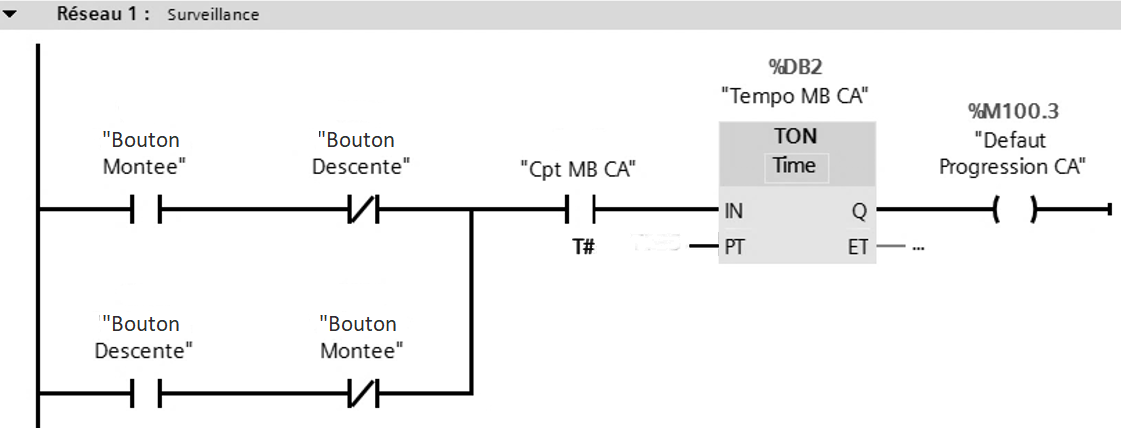 Réseau 1 : Surveillance
%DB2
"Tempo MB CA"
%M100.3
"Defaut
Progression CA"
"Bouton
Montee"
"Bouton
Descente"
"Cpt MB CA"
TON
Time
IN
Q
T#
PT
ET
...
"Bouton
Descente"
"Bouton
Montee"